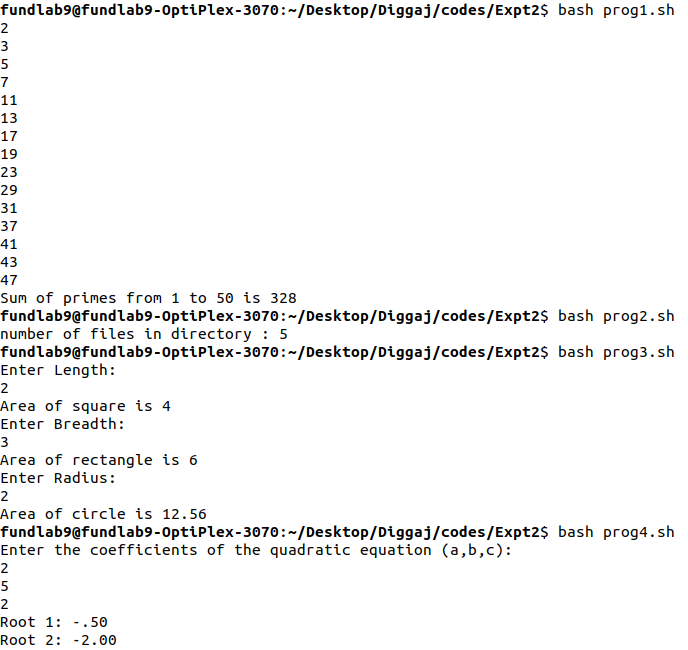 fundlab9@fundlab9-OptiPlex-3070:~/Desktop/Diggaj/codes/Expt2$ bash prog1.sh
2
3
5
7
11
13
17
19
23
29
31
37
41
43
47
Sum of primes from 1 to 50 is 328
fundlab9@fundlab9-OptiPlex-3070:~/Desktop/Diggaj/codes/Expt2$ bash prog2.sh
number of files in directory : 5
fundlab9@fundlab9-OptiPlex-3070:~/Desktop/Diggaj/codes/Expt2$ bash prog3.sh
Enter Length:
2
Area of square is 4
Enter Breadth:
3
Area of rectangle is 6
Enter Radius:
2
Area of circle is 12.56
fundlab9@fundlab9-OptiPlex-3070:~/Desktop/Diggaj/codes/Expt2$ bash prog4.sh
Enter the coefficients of the quadratic equation (a,b,c):
2
5
2
Root 1: -.50
Root 2: -2.00